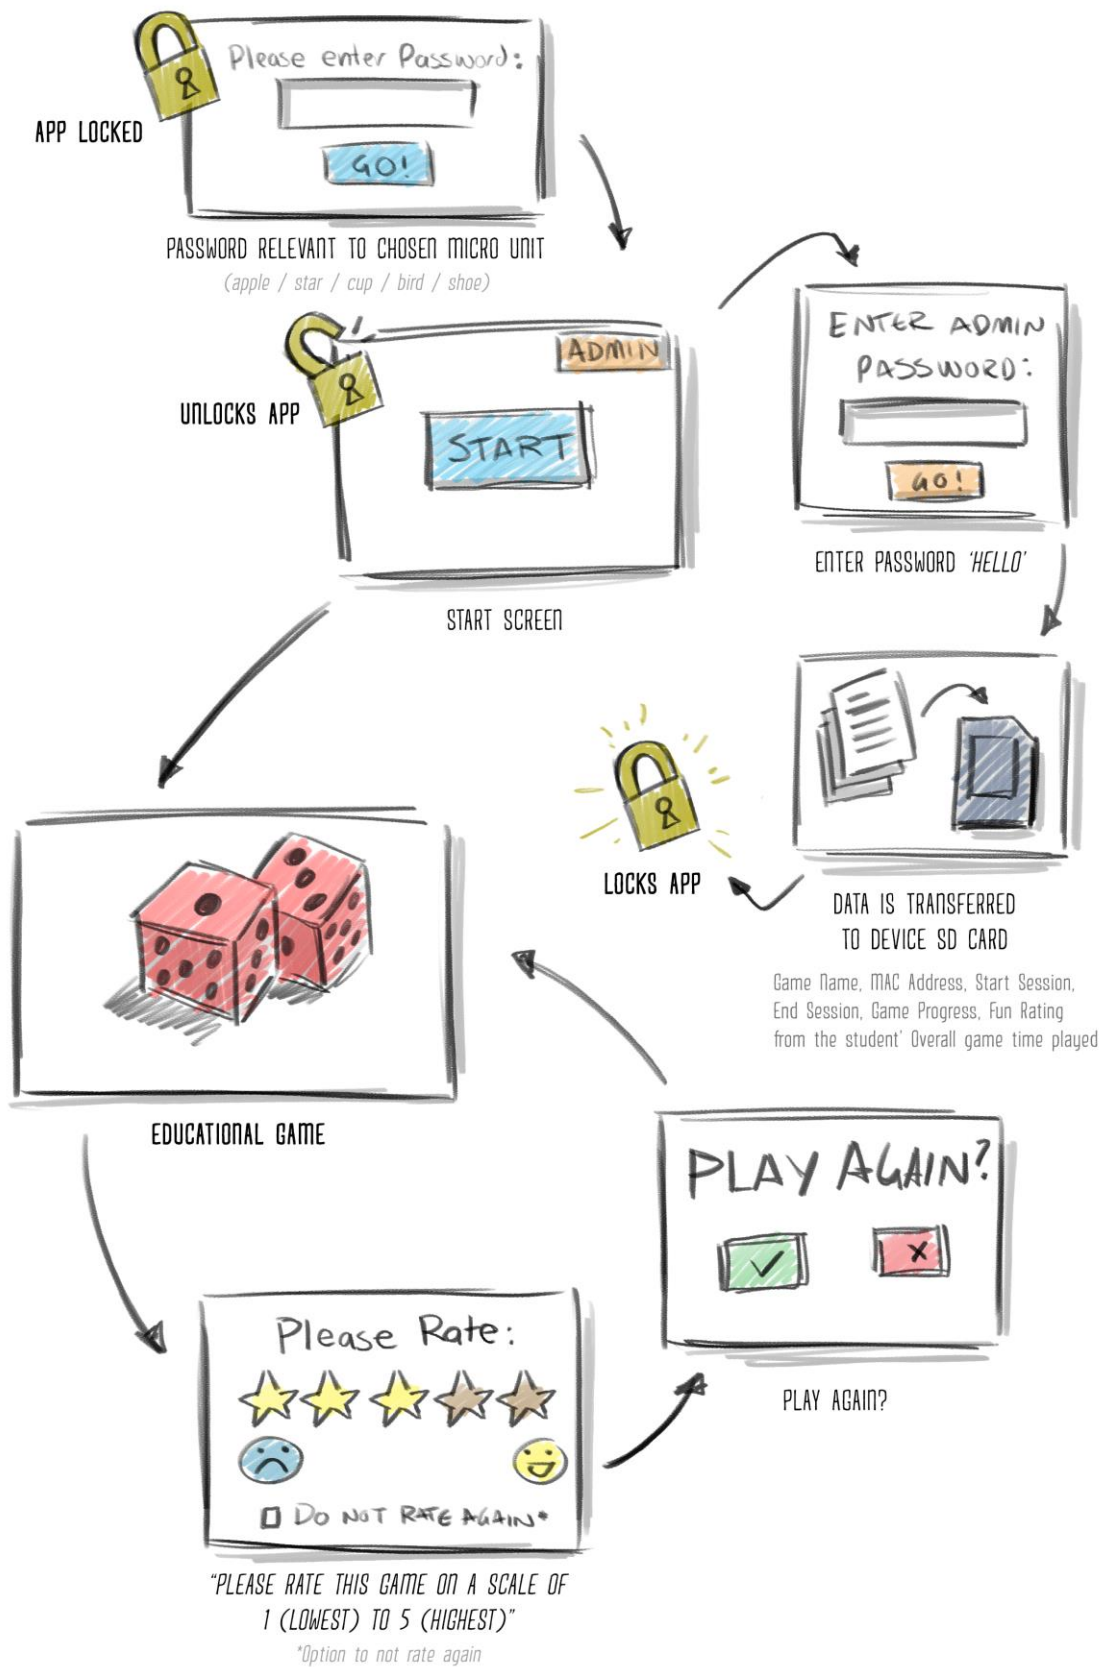 Please enter Password:
GO!
APP LOCKED
PASSWORD RELEVANT TO CHOSEN MICRO UNIT
(apple / star / cup / bird / shoe)
ADMIN
START
UNLOCKS APP
START SCREEN
ENTER ADMIN
PASSWORD:
GO!
ENTER PASSWORD 'HELLO'
LOCKS APP
DATA IS TRANSFERRED
TO DEVICE SD CARD
Game Name, MAC Address, Start Session,
End Session, Game Progress, Fun Rating
from the student' Overall game time played
EDUCATIONAL GAME
PLAY AGAIN?
PLAY AGAIN?
Please Rate:
DO NOT RATE AGAIN*
"PLEASE RATE THIS GAME ON A SCALE OF
1 (LOWEST) TO 5 (HIGHEST)"
*Option to not rate again